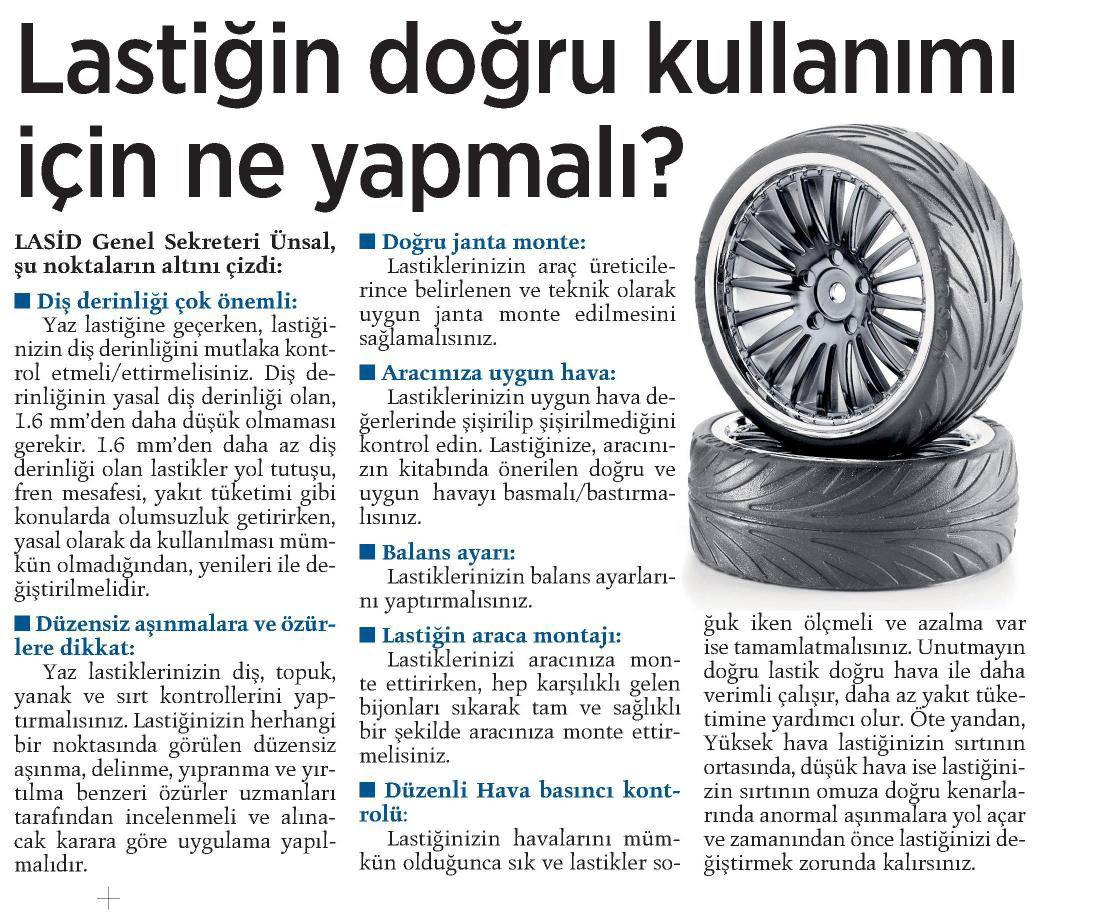 Lastiğin doğru kullanımı
için ne yapmalı?
LASİD Genel Sekreteri Ünsal,
şu noktaların altını çizdi:
■ Diş derinliği çok önemli:
Yaz lastiğine geçerken, lastiği-
nizin diş derinliğini mutlaka kont-
rol etmeli/ettirmelisiniz. Diş de-
rinliğinin yasal diş derinliği olan,
1.6 mm'den daha düşük olmaması
gerekir. 1.6 mm'den daha az diş
derinliği olan lastikler yol tutuşu,
fren mesafesi, yakıt tüketimi gibi
konularda olumsuzluk getirirken,
yasal olarak da kullanılması müm-
kün olmadığından, yenileri ile de-
ğiştirilmelidir.
■ Düzensiz aşınmalara ve özür-
lere dikkat:
Yaz lastiklerinizin diş, topuk,
yanak ve sırt kontrollerini yap-
tırmalısınız. Lastiğinizin herhangi
bir noktasında görülen düzensiz
aşınma, delinme, yıpranma ve yır-
tılma benzeri özürler uzmanları
tarafından incelenmeli ve alına-
cak karara göre uygulama yapıl-
malıdır.
■ Doğru janta monte:
Lastiklerinizin araç üreticile-
rince belirlenen ve teknik olarak
uygun janta monte edilmesini
sağlamalısınız.
■ Aracınıza uygun hava:
Lastiklerinizin uygun hava de-
ğerlerinde şişirilip şişirilmediğini
kontrol edin. Lastiğinize, aracını-
zın kitabında önerilen doğru ve
uygun havayı basmalı/bastırma-
lısınız.
■ Balans ayarı:
Lastiklerinizin balans ayarları-
nı yaptırmalısınız.
■ Lastiğin araca montajı:
Lastiklerinizi aracınıza mon-
te ettirirken, hep karşılıklı gelen
bijonları sıkarak tam ve sağlıklı
bir şekilde aracınıza monte ettir-
melisiniz.
■ Düzenli Hava basıncı kont-
rolü:
Lastiğinizin havalarını müm-
kün olduğunca sık ve lastikler so-
ğuk iken ölçmeli ve azalma var
ise tamamlatmalısınız. Unutmayın
doğru lastik doğru hava ile daha
verimli çalışır, daha az yakıt tüke-
timine yardımcı olur. Öte yandan,
Yüksek hava lastiğinizin sırtının
ortasında, düşük hava ise lastiğini-
zin sırtının omuza doğru kenarla-
rında anormal aşınmalara yol açar
ve zamanından önce lastiğinizi de-
ğiştirmek zorunda kalırsınız.